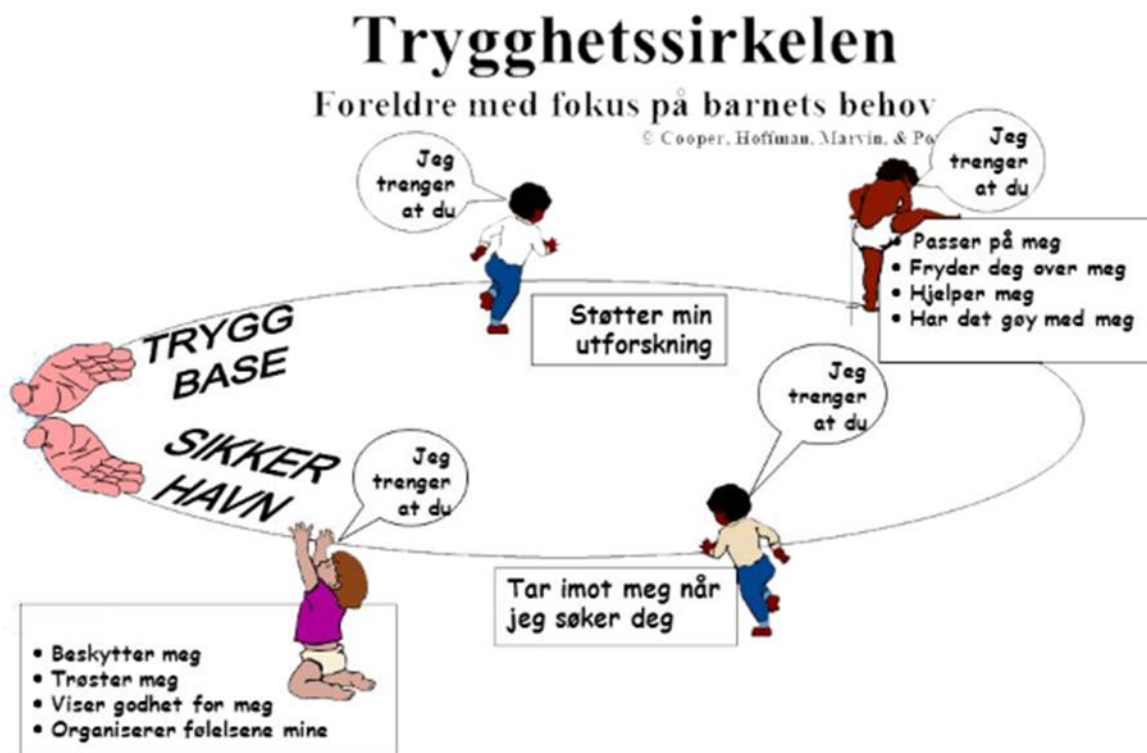 Trygghetssirkelen
Foreldre med fokus på barnets behov
© Cooper, Hoffman, Marvin, & Po
Jeg
trenger
at du
Støtter min
utforskning
Jeg
trenger
at du
• Passer på meg
• Fryder deg over meg
• Hjelper meg
• Har det gøy med meg
TRYGG
BASE
SIKKER
HAVN
Jeg
trenger
at du
Tar imot meg når
jeg søker deg
Jeg
trenger
at du
• Beskytter meg
• Trøster meg
• Viser godhet for meg
• Organiserer følelsene mine